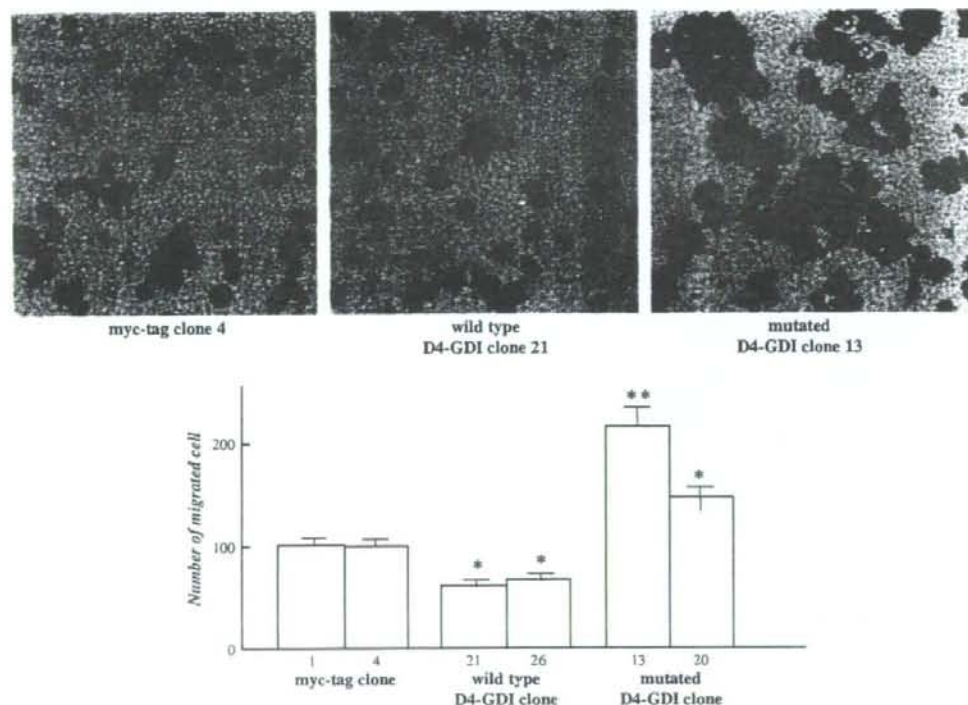 myc-tag clone 4
wild type
D4-GDI clone 21
mutated
D4-GDI clone 13
Number of migrated cell
200
100
0
**
*
*
*
1 4 21 26 13 20
myc-tag clone
wild type
D4-GDI clone
mutated
D4-GDI clone